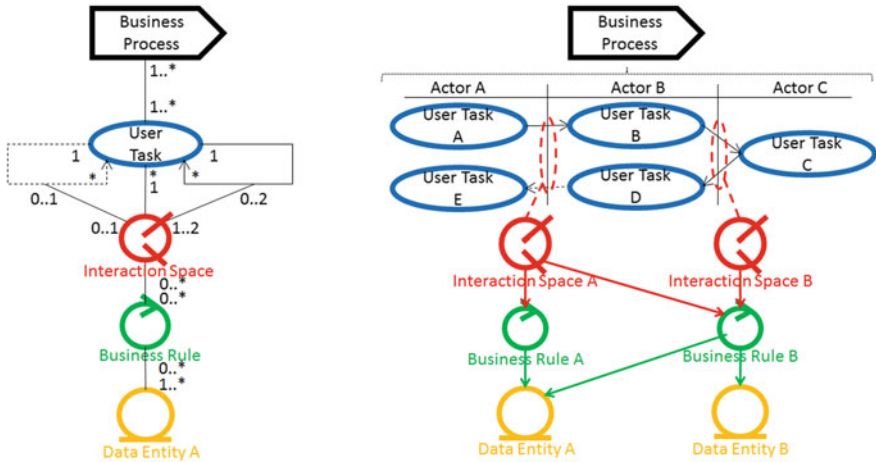 Business
Process
1..*
1..*
User
Task
1
1
*
*
*
1
0..1
0..2
0..1
1..2
Interaction Space
0..*
0..*
Business Rule
0..*
1..*
Data Entity A
Business
Process
Actor A
Actor B
Actor C
User Task
A
User Task
B
User Task
C
User Task
E
User Task
D
Interaction Space A
Interaction Space B
Business Rule A
Business Rule B
Data Entity A
Data Entity B